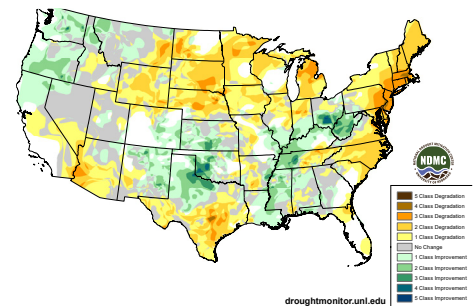 NDMC
5 Class Degradation
4 Class Degradation
3 Class Degradation
2 Class Degradation
1 Class Degradation
No Change
1 Class Improvement
2 Class Improvement
3 Class Improvement
4 Class Improvement
5 Class Improvement
droughtmonitor.unl.edu